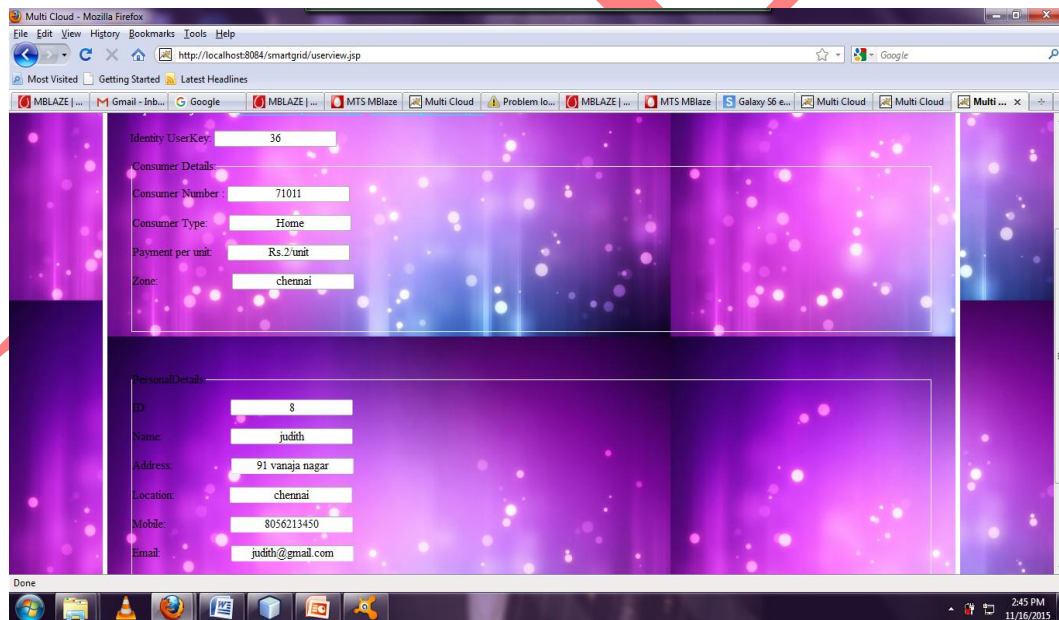 Multi Cloud - Mozilla Firefox
File Edit View History Bookmarks Tools Help
http://localhost:8084/smartgrid/userview.jsp Google
Most Visited Getting Started Latest Headlines
MBLAZE | ... Gmail - Inb... Google MBLAZE | ... MTS MBlaze Multi Cloud Problem lo... MBLAZE | ... MTS MBlaze Galaxy S6 e... Multi Cloud Multi Cloud Multi ...
Identity UserKey: 36
Consumer Details:
Consumer Number : 71011
Consumer Type: Home
Payment per unit: Rs.2/unit
Zone: chennai
PersonalDetails:
ID: 8
Name: judith
Address: 91 vanaja nagar
Location: chennai
Mobile: 8056213450
Email: judith@gmail.com
Done
2:45 PM
11/16/2015